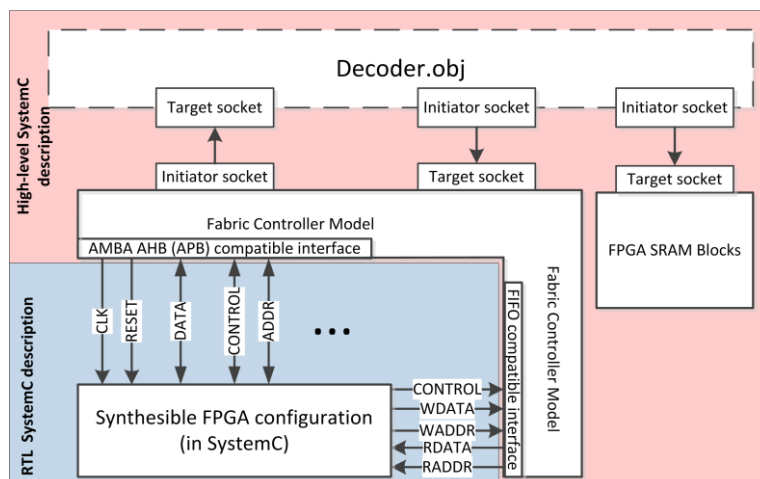 High-level SystemC
description
Decoder.obj
Target socket
Initiator socket
Initiator socket
Initiator socket
Target socket
Target socket
Fabric Controller Model
AMBA AHB (APB) compatible interface
FPGA SRAM Blocks
Fabric Controller Model
FIFO compatible interface
RTL SystemC description
CLK
RESET
DATA
CONTROL
ADDR
...
Synthesible FPGA configuration
(in SystemC)
CONTROL
WDATA
WADDR
RDATA
RADDR